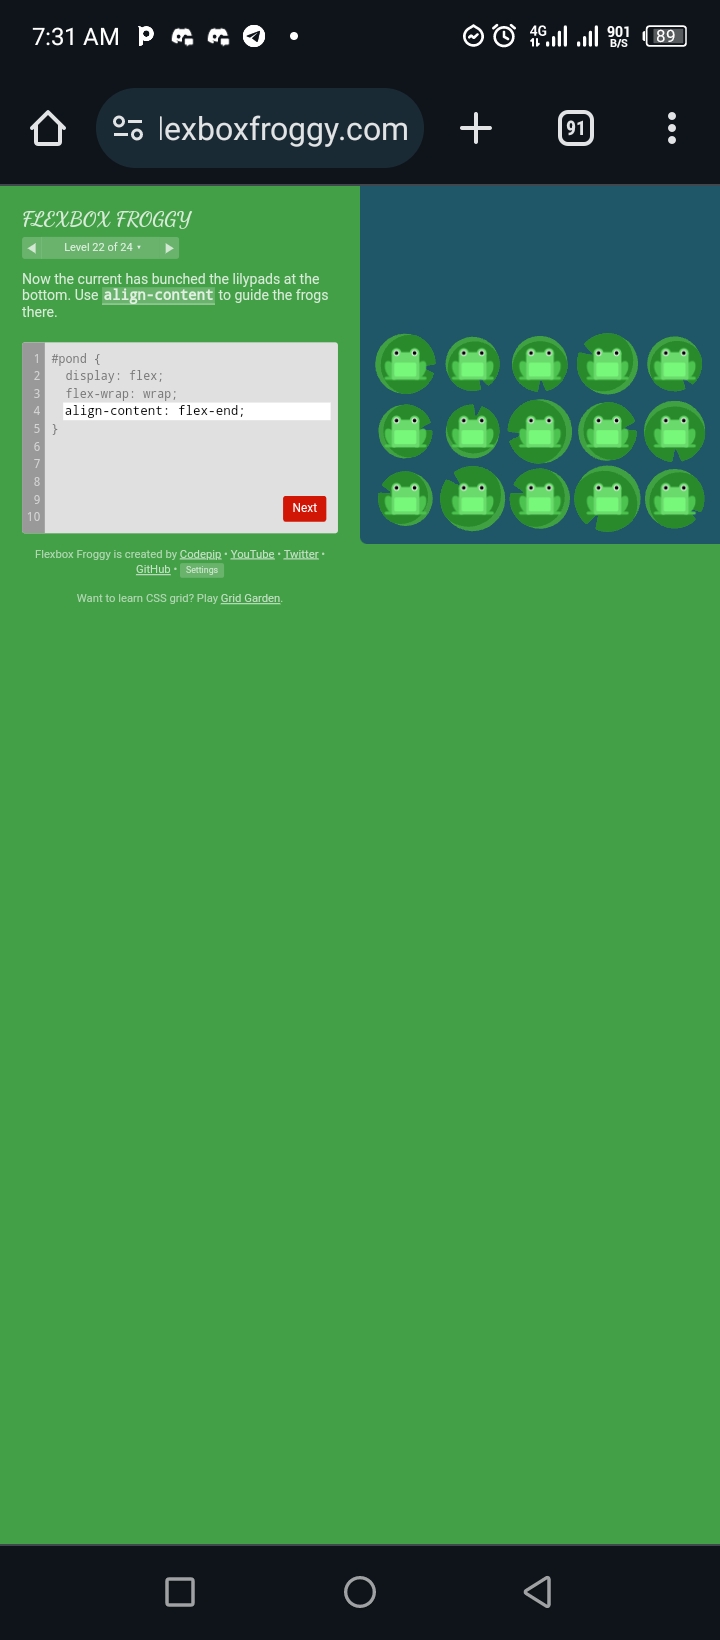 7:31 AM
4G
901
B/S
89
lexboxfroggy.com
91
FLEXBOX FROGGY
Level 22 of 24
Now the current has bunched the lilypads at the
bottom. Use align-content to guide the frogs
there.
1 #pond {
2 display: flex;
3 flex-wrap: wrap;
4 align-content: flex-end;
5 }
6
7
8
9
10
Next
Flexbox Froggy is created by Codepip • YouTube • Twitter •
GitHub • Settings
Want to learn CSS grid? Play Grid Garden.